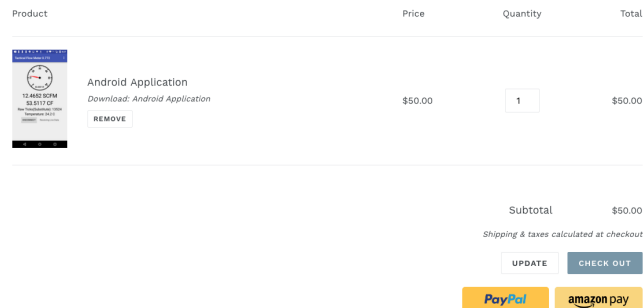 Product Price Quantity Total
12.4652 SCFM
53.5117 CF
Android Application
Download: Android Application
$50.00 1 $50.00
REMOVE
Subtotal $50.00
Shipping & taxes calculated at checkout
UPDATE CHECK OUT
PayPal amazon pay